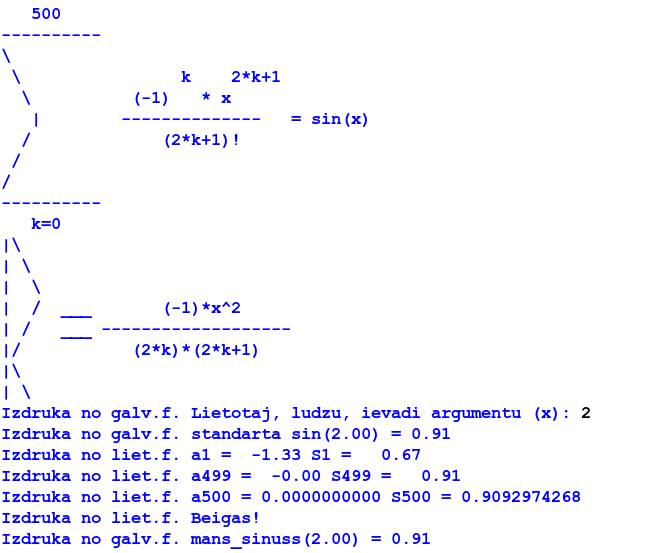 500
----------
\
 \                k    2*k+1
  \          (-1)   * x
   |        --------------   = sin(x)
  /             (2*k+1)!
 /
/
----------
   k=0
|\
| \
|  \
|  /  ___       (-1)*x^2
| /   ___ -------------------
|/           (2*k)*(2*k+1)
|\
| \
Izdruka no galv.f. Lietotaj, ludzu, ievadi argumentu (x): 2
Izdruka no galv.f. standarta sin(2.00) = 0.91
Izdruka no liet.f. a1 =  -1.33 S1 =   0.67
Izdruka no liet.f. a499 =  -0.00 S499 =   0.91
Izdruka no liet.f. a500 = 0.0000000000 S500 = 0.9092974268
Izdruka no liet.f. Beigas!
Izdruka no galv.f. mans_sinuss(2.00) = 0.91